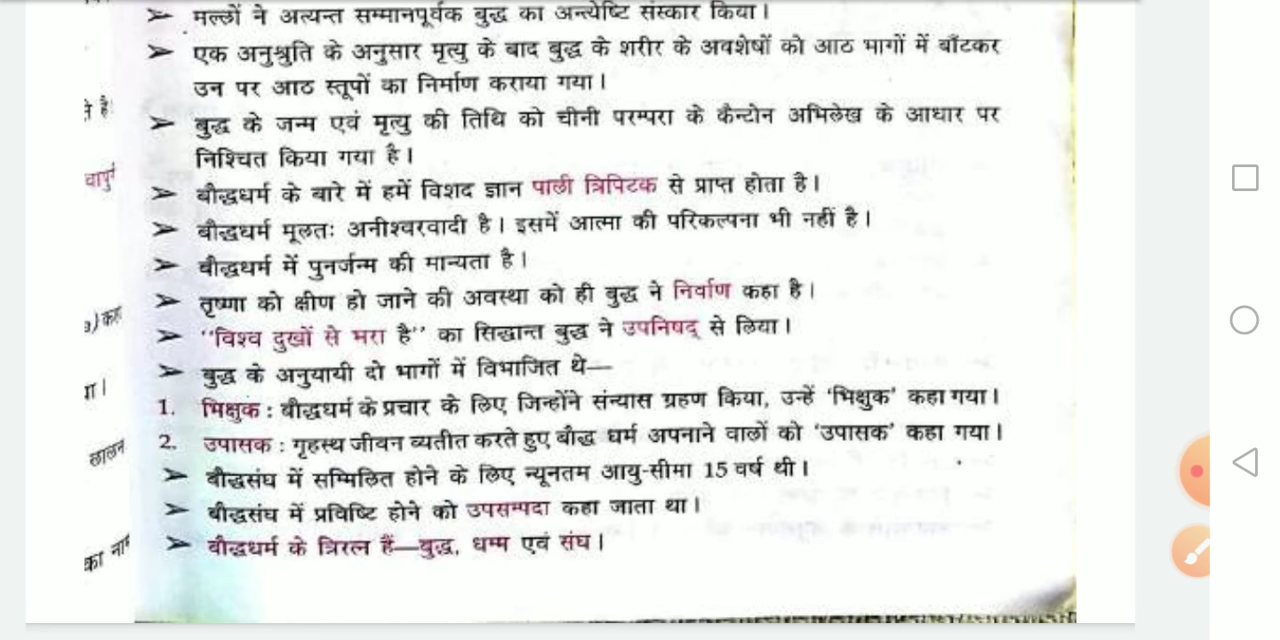 ➢ मल्लों ने अत्यन्त सम्मानपूर्वक बुद्ध का अन्त्येष्टि संस्कार किया।
➢ एक अनुश्रुति के अनुसार मृत्यु के बाद बुद्ध के शरीर के अवशेषों को आठ भागों में बाँटकर
उन पर आठ स्तूपों का निर्माण कराया गया।
➢ बुद्ध के जन्म एवं मृत्यु की तिथि को चीनी परम्परा के कैन्टोन अभिलेख के आधार पर
निश्चित किया गया है।
➢ बौद्धधर्म के बारे में हमें विशद ज्ञान पाली त्रिपिटक से प्राप्त होता है।
➢ बौद्धधर्म मूलतः अनीश्वरवादी है। इसमें आत्मा की परिकल्पना भी नहीं है।
➢ बौद्धधर्म में पुनर्जन्म की मान्यता है।
➢ तृष्णा को क्षीण हो जाने की अवस्था को ही बुद्ध ने निर्वाण कहा है।
➢ "विश्व दुखों से भरा है" का सिद्धान्त बुद्ध ने उपनिषद् से लिया।
➢ बुद्ध के अनुयायी दो भागों में विभाजित थे—
1. भिक्षुक : बौद्धधर्म के प्रचार के लिए जिन्होंने संन्यास ग्रहण किया, उन्हें 'भिक्षुक' कहा गया।
2. उपासक : गृहस्थ जीवन व्यतीत करते हुए बौद्ध धर्म अपनाने वालों को 'उपासक' कहा गया।
➢ बौद्धसंघ में सम्मिलित होने के लिए न्यूनतम आयु-सीमा 15 वर्ष थी।
➢ बौद्धसंघ में प्रविष्टि होने को उपसम्पदा कहा जाता था।
➢ बौद्धधर्म के त्रिरत्न हैं—बुद्ध, धम्म एवं संघ।